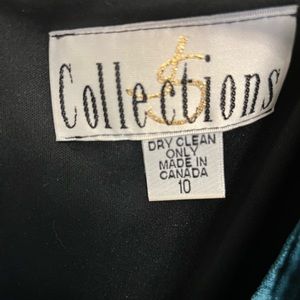 Collections
DRY CLEAN
ONLY
MADE IN
CANADA
10